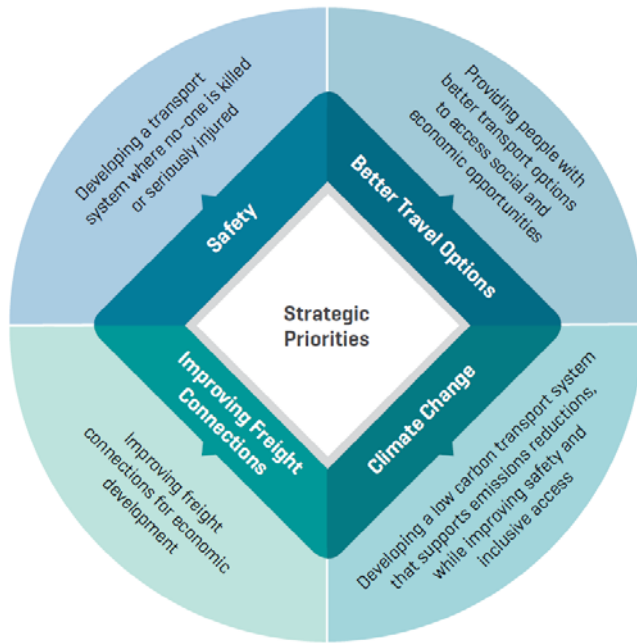 Developing a transport
system where no-one is killed
or seriously injured
Safety
Providing people with
better transport options
to access social and
economic opportunities
Better Travel Options
Strategic
Priorities
Improving Freight
Connections
Improving freight
connections for economic
development
Climate Change
Developing a low carbon transport system
that supports emissions reductions,
while improving safety and
inclusive access